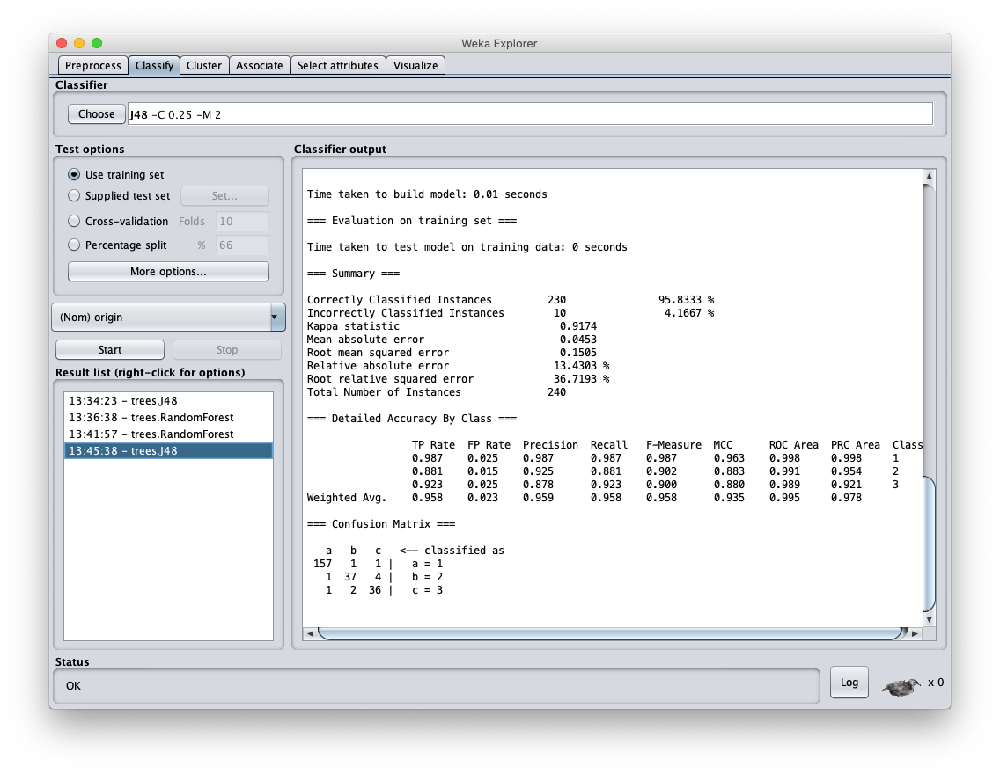 Weka Explorer
Preprocess Classify Cluster Associate Select attributes Visualize
Classifier
Choose J48 -C 0.25 -M 2
Test options
Use training set
Supplied test set Set...
Cross-validation Folds 10
Percentage split % 66
More options...
(Nom) origin
Start Stop
Result list (right-click for options)
13:34:23 - trees.J48
13:36:38 - trees.RandomForest
13:41:57 - trees.RandomForest
13:45:38 - trees.J48
Classifier output
Time taken to build model: 0.01 seconds
=== Evaluation on training set ===
Time taken to test model on training data: 0 seconds
=== Summary ===
Correctly Classified Instances 230 95.8333 %
Incorrectly Classified Instances 10 4.1667 %
Kappa statistic 0.9174
Mean absolute error 0.0453
Root mean squared error 0.1505
Relative absolute error 13.4303 %
Root relative squared error 36.7193 %
Total Number of Instances 240
=== Detailed Accuracy By Class ===
TP Rate FP Rate Precision Recall F-Measure MCC ROC Area PRC Area Class
0.987 0.025 0.987 0.987 0.987 0.963 0.998 0.998 1
0.881 0.015 0.925 0.881 0.902 0.883 0.991 0.954 2
0.923 0.025 0.878 0.923 0.900 0.880 0.989 0.921 3
Weighted Avg. 0.958 0.023 0.959 0.958 0.958 0.935 0.995 0.978
=== Confusion Matrix ===
a b c <-- classified as
157 1 1 | a = 1
1 37 4 | b = 2
1 2 36 | c = 3
Status
OK
Log x 0